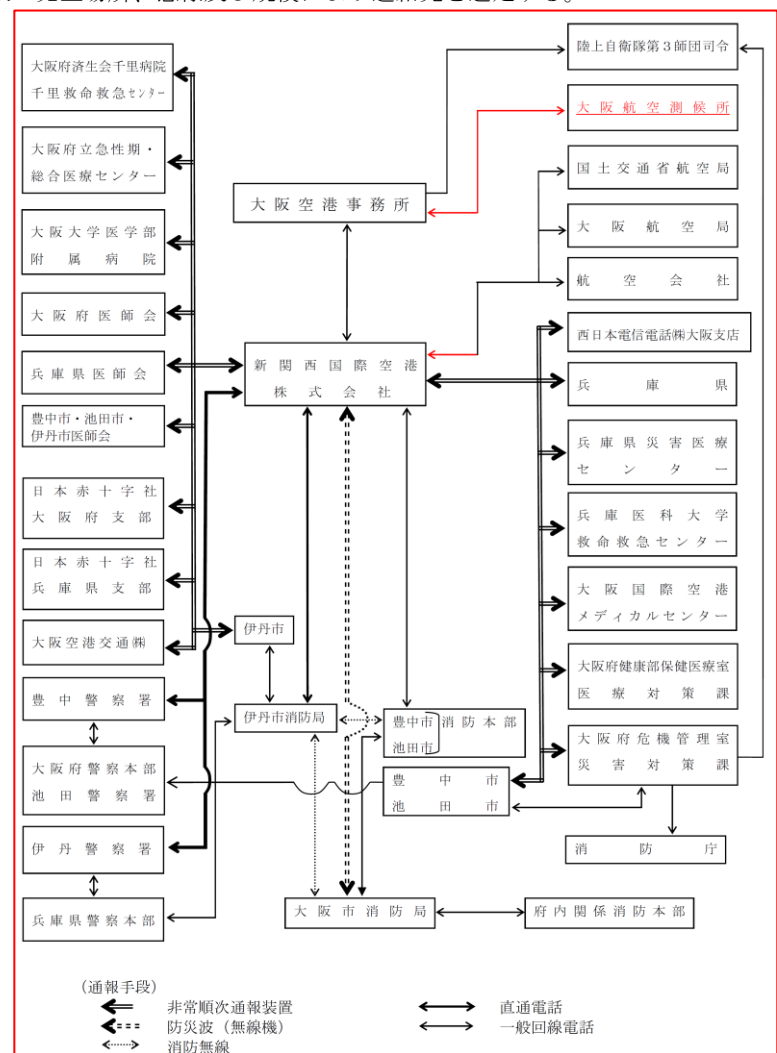 大阪府済生会千里病院
千里救命救急センター
大阪府立急性期・
総合医療センター
大阪大学医学部
附属病院
大阪府医師会
兵庫県医師会
豊中市・池田市・
伊丹市医師会
日本赤十字社
大阪府支部
日本赤十字社
兵庫県支部
大阪空港交通㈱
豊中警察署
大阪府警察本部
池田警察署
伊丹警察署
兵庫県警察本部
大阪空港事務所
新関西国際空港
株式会社
伊丹市
伊丹市消防局
豊中市
池田市
消防本部
豊中市
池田市
大阪市消防局
府内関係消防本部
陸上自衛隊第3師団司令
大阪航空測候所
国土交通省航空局
大阪航空局
航空会社
西日本電信電話㈱大阪支店
兵庫県
兵庫県災害医療
センター
兵庫医科大学
救命救急センター
大阪国際空港
メディカルセンター
大阪府健康部保健医療室
医療対策課
大阪府危機管理室
災害対策課
消防庁
(通報手段)
非常順次通報装置
防災波(無線機)
消防無線
直通電話
一般回線電話